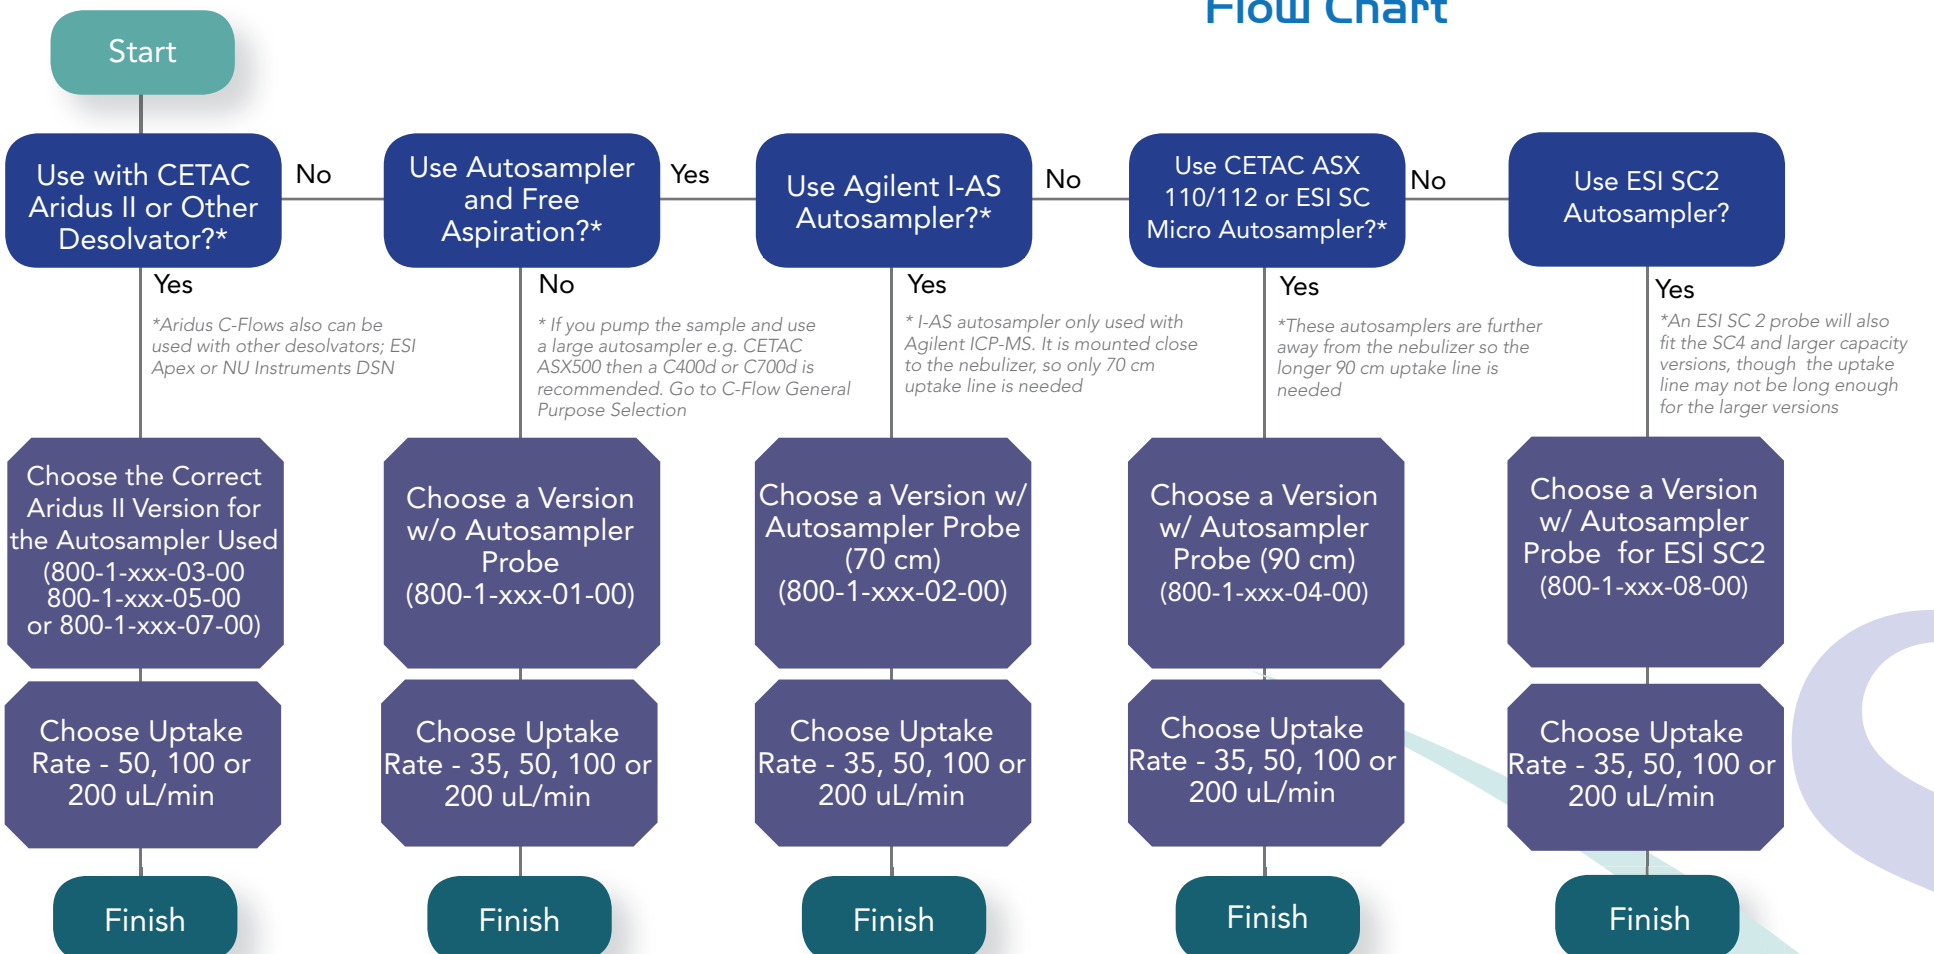 Flow Chart
Start
Use with CETAC
Aridus II or Other
Desolvator?*
No
Yes
*Aridus C-Flows also can be
used with other desolvators; ESI
Apex or NU Instruments DSN
Choose the Correct
Aridus II Version for
the Autosampler Used
(800-1-xxx-03-00
800-1-xxx-05-00
or 800-1-xxx-07-00)
Choose Uptake
Rate - 50, 100 or
200 uL/min
Finish
Use Autosampler
and Free
Aspiration?*
Yes
No
* If you pump the sample and use
a large autosampler e.g. CETAC
ASX500 then a C400d or C700d is
recommended. Go to C-Flow General
Purpose Selection
Choose a Version
w/o Autosampler
Probe
(800-1-xxx-01-00)
Choose Uptake
Rate - 35, 50, 100 or
200 uL/min
Finish
Use Agilent I-AS
Autosampler?*
No
Yes
* I-AS autosampler only used with
Agilent ICP-MS. It is mounted close
to the nebulizer, so only 70 cm
uptake line is needed
Choose a Version w/
Autosampler Probe
(70 cm)
(800-1-xxx-02-00)
Choose Uptake
Rate - 35, 50, 100 or
200 uL/min
Finish
Use CETAC ASX
110/112 or ESI SC
Micro Autosampler?*
No
Yes
*These autosamplers are further
away from the nebulizer so the
longer 90 cm uptake line is
needed
Choose a Version
w/ Autosampler
Probe (90 cm)
(800-1-xxx-04-00)
Choose Uptake
Rate - 35, 50, 100 or
200 uL/min
Finish
Use ESI SC2
Autosampler?
Yes
*An ESI SC 2 probe will also
fit the SC4 and larger capacity
versions, though the uptake
line may not be long enough
for the larger versions
Choose a Version
w/ Autosampler
Probe for ESI SC2
(800-1-xxx-08-00)
Choose Uptake
Rate - 35, 50, 100 or
200 uL/min
Finish